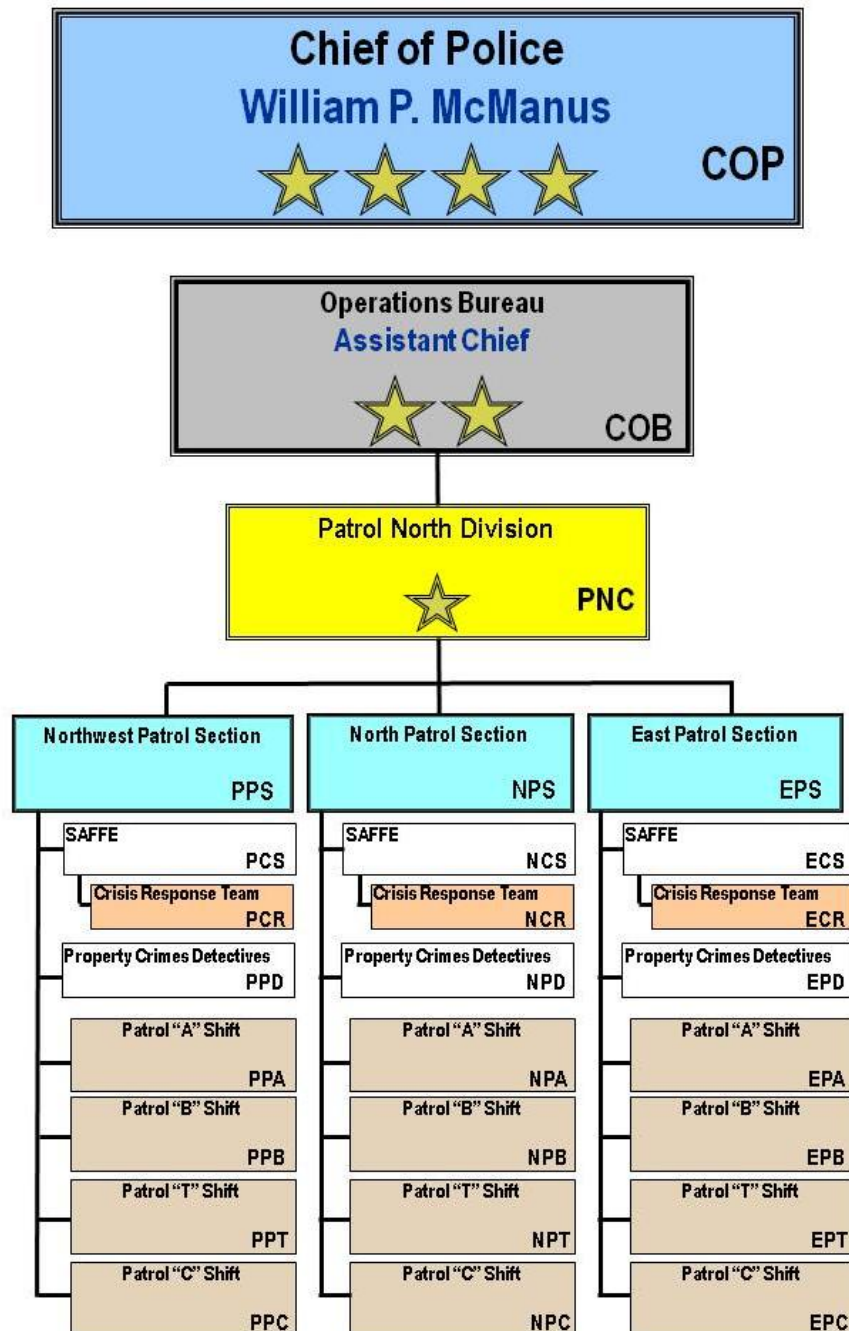 Chief of Police
William P. McManus
COP
Operations Bureau
Assistant Chief
COB
Patrol North Division
PNC
Northwest Patrol Section
PPS
SAFFE
PCS
Crisis Response Team
PCR
Property Crimes Detectives
PPD
Patrol “A” Shift
PPA
Patrol “B” Shift
PPB
Patrol “T” Shift
PPT
Patrol “C” Shift
PPC
North Patrol Section
NPS
SAFFE
NCS
Crisis Response Team
NCR
Property Crimes Detectives
NPD
Patrol “A” Shift
NPA
Patrol “B” Shift
NPB
Patrol “T” Shift
NPT
Patrol “C” Shift
NPC
East Patrol Section
EPS
SAFFE
ECS
Crisis Response Team
ECR
Property Crimes Detectives
EPD
Patrol “A” Shift
EPA
Patrol “B” Shift
EPB
Patrol “T” Shift
EPT
Patrol “C” Shift
EPC